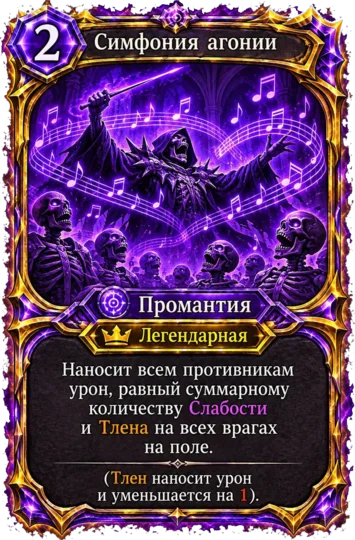 2
Симфония агонии
Промантия
Легендарная
Наносит всем противникам
урон, равный суммарному
количеству Слабости
и Тлена на всех врагах
на поле.
(Тлен наносит урон
и уменьшается на 1).